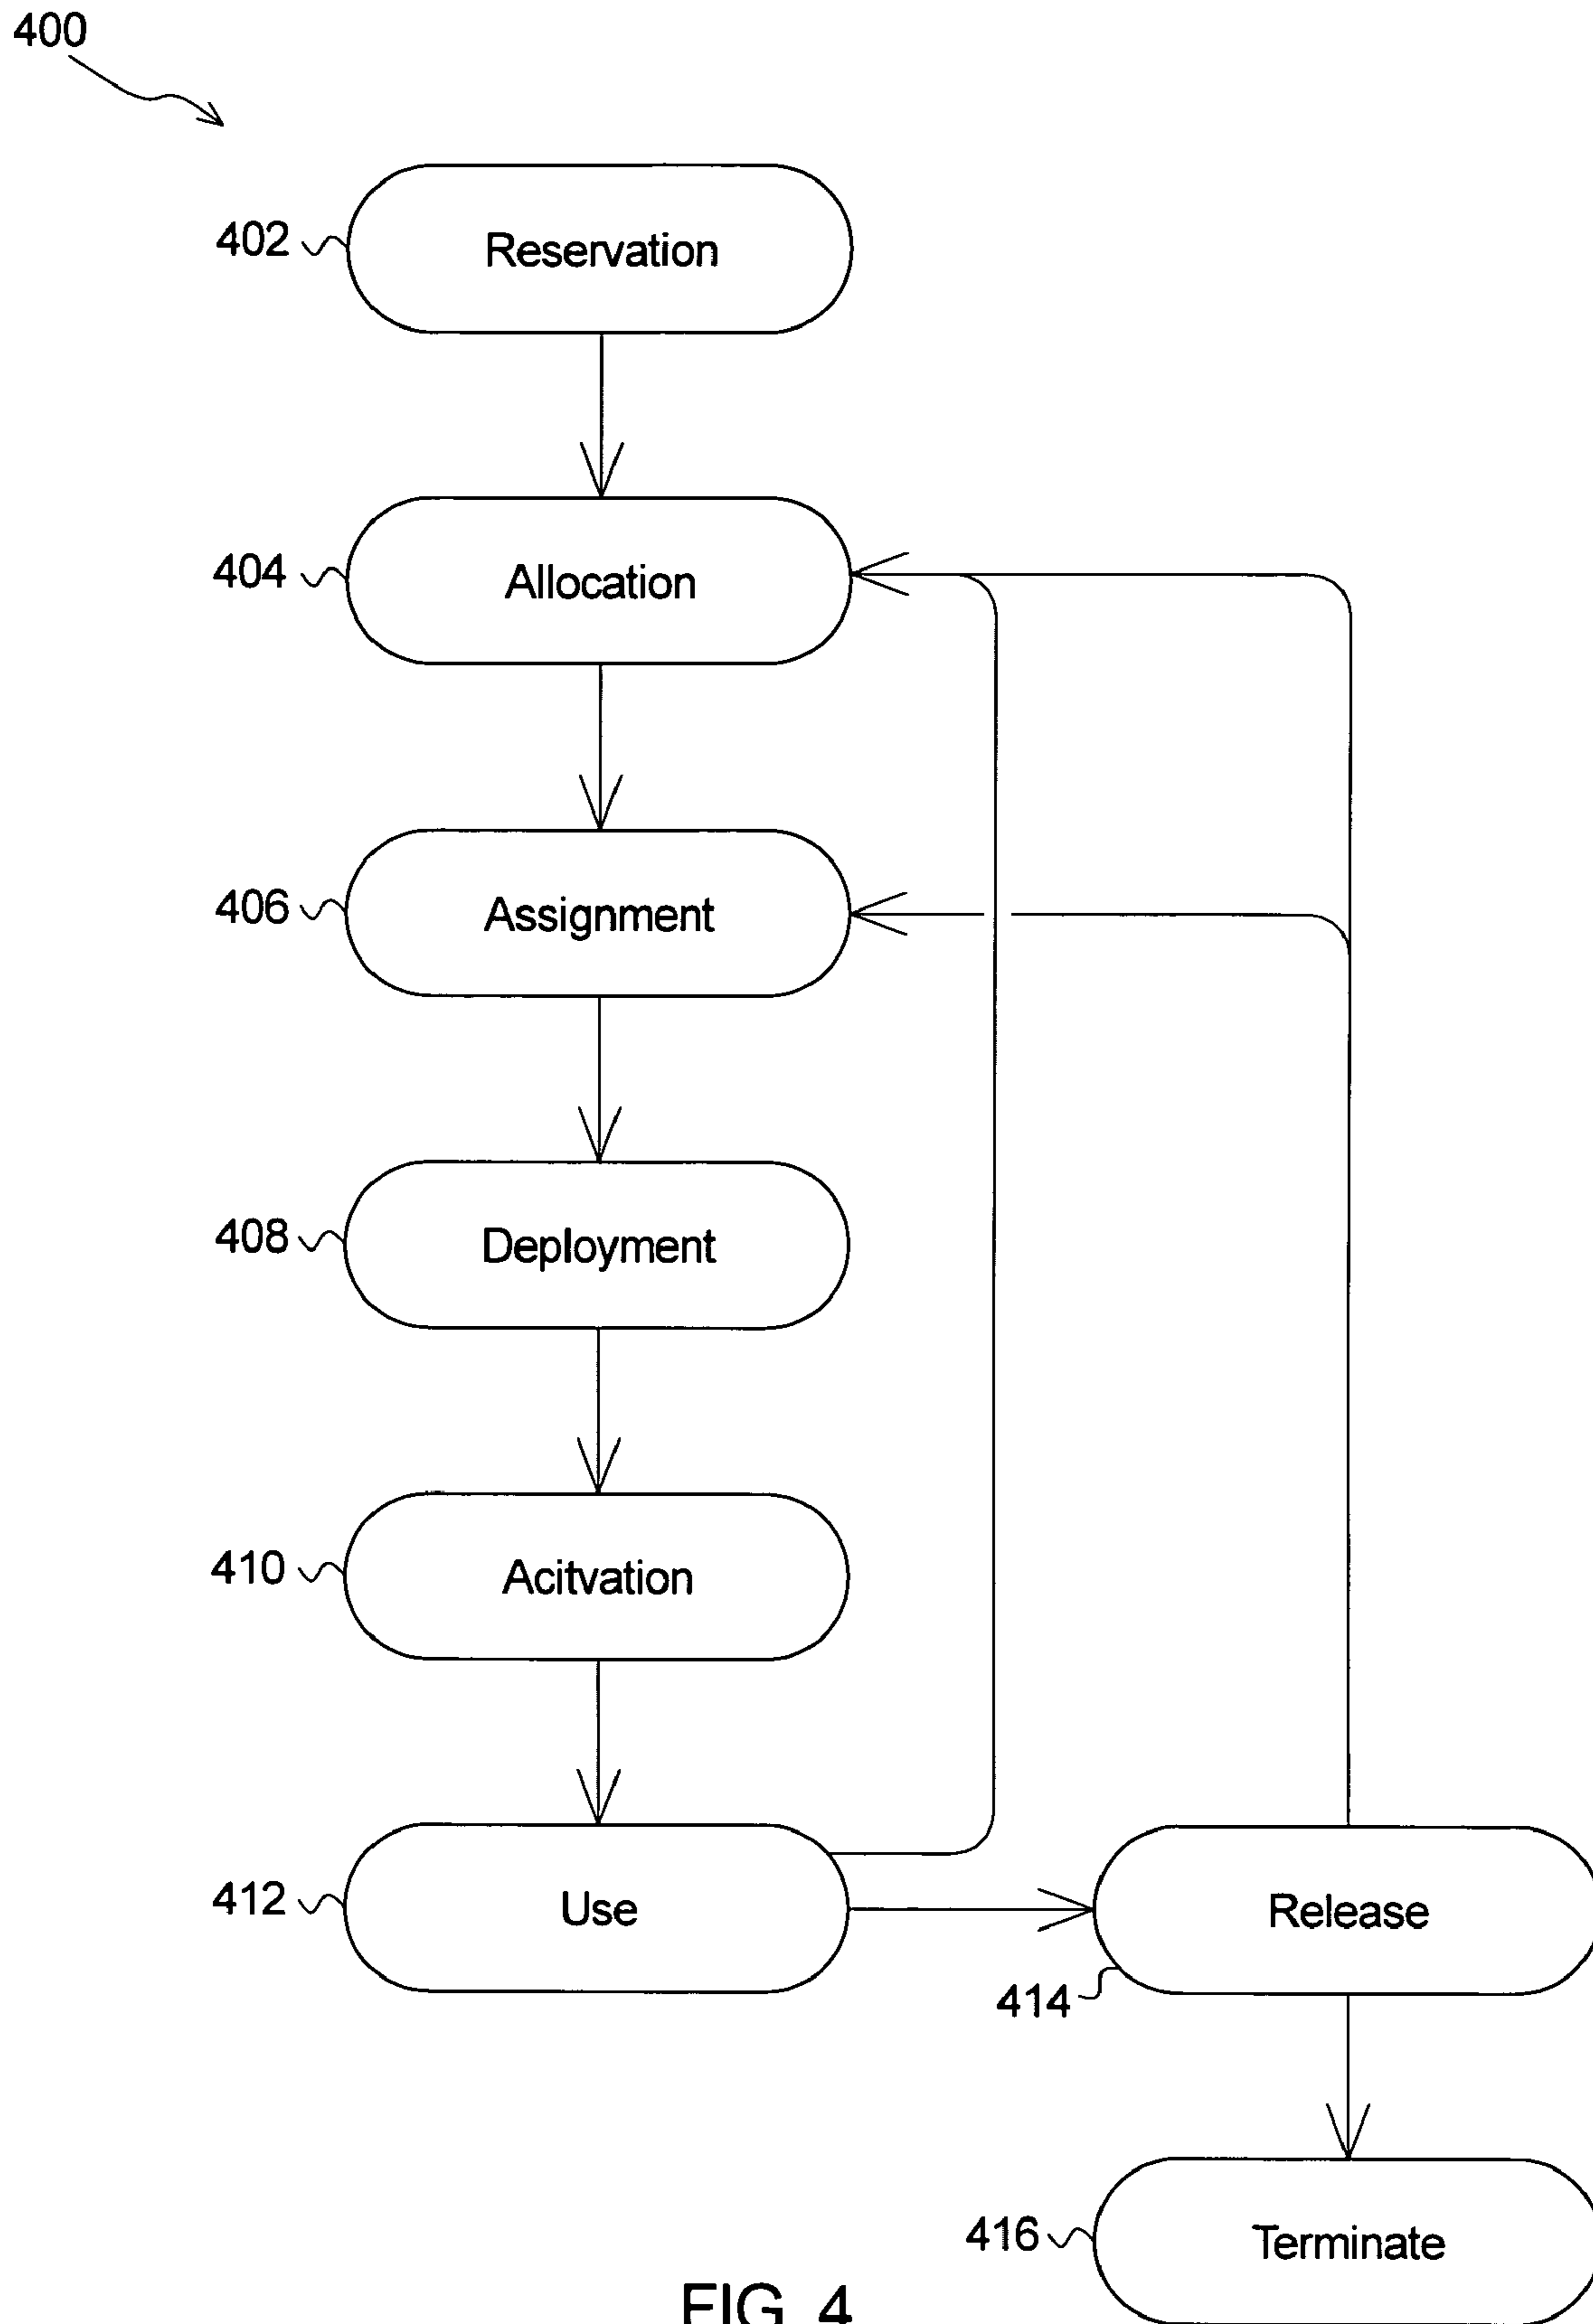 400
402 Reservation
404 Allocation
406 Assignment
408 Deployment
410 Acitvation
412 Use
Release
414
416 Terminate
FIG. 4